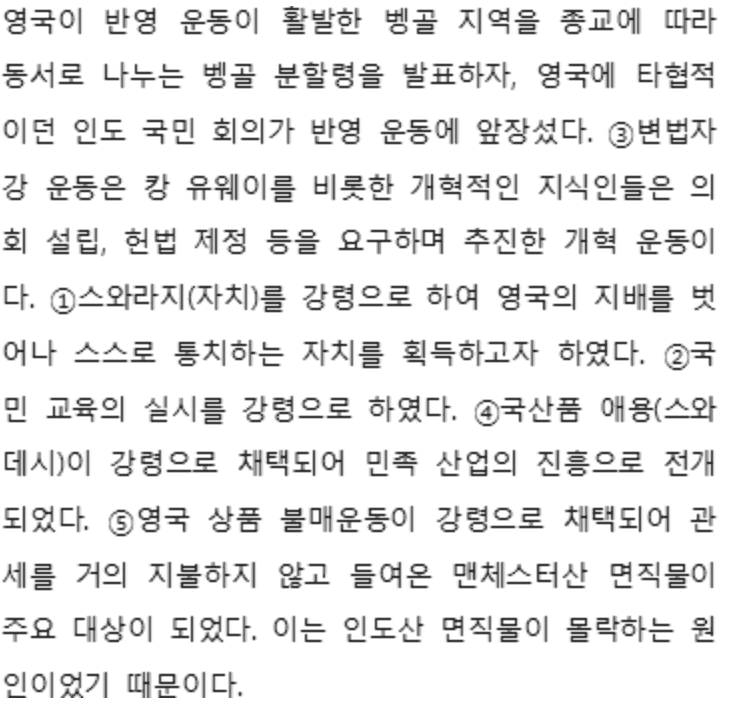 영국이 반영 운동이 활발한 벵골 지역을 종교에 따라
동서로 나누는 벵골 분할령을 발표하자, 영국에 타협적
이던 인도 국민 회의가 반영 운동에 앞장섰다. ③변법자
강 운동은 캉 유웨이를 비롯한 개혁적인 지식인들은 의
회 설립, 헌법 제정 등을 요구하며 추진한 개혁 운동이
다. ①스와라지(자치)를 강령으로 하여 영국의 지배를 벗
어나 스스로 통치하는 자치를 획득하고자 하였다. ②국
민 교육의 실시를 강령으로 하였다. ④국산품 애용(스와
데시)이 강령으로 채택되어 민족 산업의 진흥으로 전개
되었다. ⑤영국 상품 불매운동이 강령으로 채택되어 관
세를 거의 지불하지 않고 들여온 맨체스터산 면직물이
주요 대상이 되었다. 이는 인도산 면직물이 몰락하는 원
인이었기 때문이다.